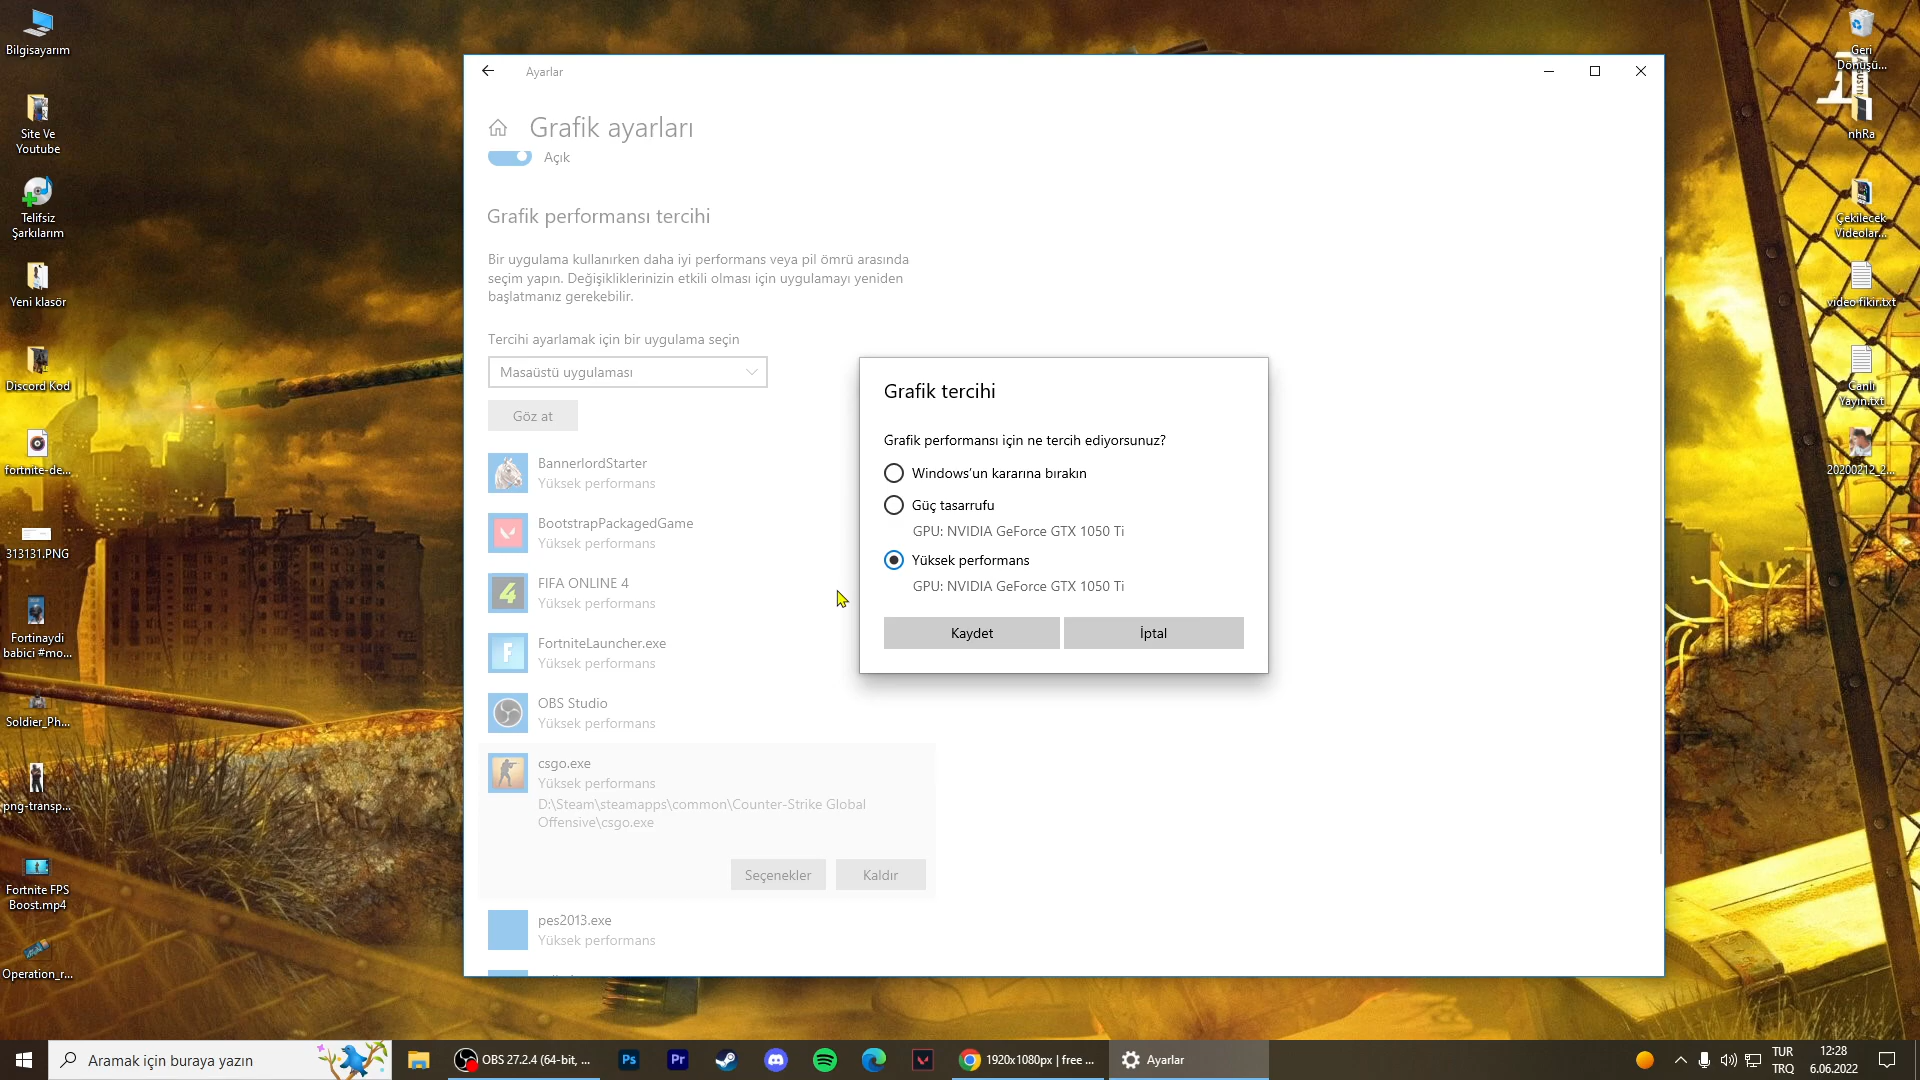 Bilgisayarım
Site Ve
Youtube
Telifsiz
Şarkılarım
Yeni klasör
Discord Kod
fortnite-de...
313131.PNG
Fortinaydi
babici #mo...
Soldier_Ph...
png-transp...
Fortnite FPS
Boost.mp4
Operation_r...
Ayarlar
Grafik ayarları
Açık
Grafik performansı tercihi
Bir uygulama kullanırken daha iyi performans veya pil ömrü arasında
seçim yapın. Değişikliklerinizin etkili olması için uygulamayı yeniden
başlatmanız gerekebilir.
Tercihi ayarlamak için bir uygulama seçin
Masaüstü uygulaması
Göz at
BannerlordStarter
Yüksek performans
BootstrapPackagedGame
Yüksek performans
FIFA ONLINE 4
Yüksek performans
FortniteLauncher.exe
Yüksek performans
OBS Studio
Yüksek performans
csgo.exe
Yüksek performans
D:\Steam\steamapps\common\Counter-Strike Global
Offensive\csgo.exe
Seçenekler
Kaldır
pes2013.exe
Yüksek performans
Grafik tercihi
Grafik performansı için ne tercih ediyorsunuz?
Windows'un kararına bırakın
Güç tasarrufu
GPU: NVIDIA GeForce GTX 1050 Ti
Yüksek performans
GPU: NVIDIA GeForce GTX 1050 Ti
Kaydet
İptal
Geri
Dönüşü...
nhRa
Çekilecek
Videolar...
video fikir.txt
Canlı
Yayın.txt
20200212_2...
Aramak için buraya yazın
OBS 27.2.4 (64-bit, ...
Ps
Pr
1920x1080px | free ...
Ayarlar
TUR
TRQ
12:28
6.06.2022